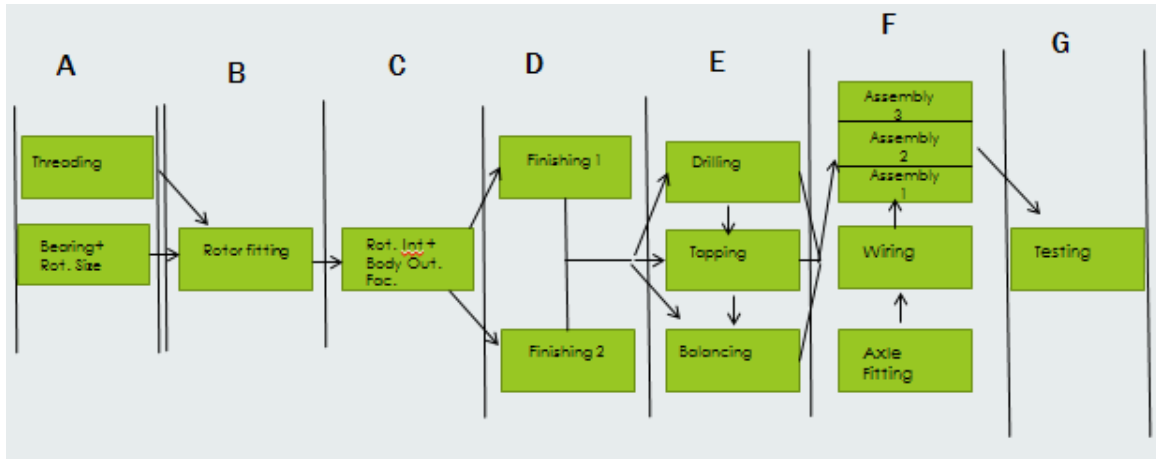 A
B
C
D
E
F
G
Threading
Bearing+
Rot. Size
Rotor fitting
Rot. Int +
Body Out.
Fac.
Finishing 1
Finishing 2
Drilling
Tapping
Balancing
Assembly
3
Assembly
2
Assembly
1
Wiring
Axle
Fitting
Testing